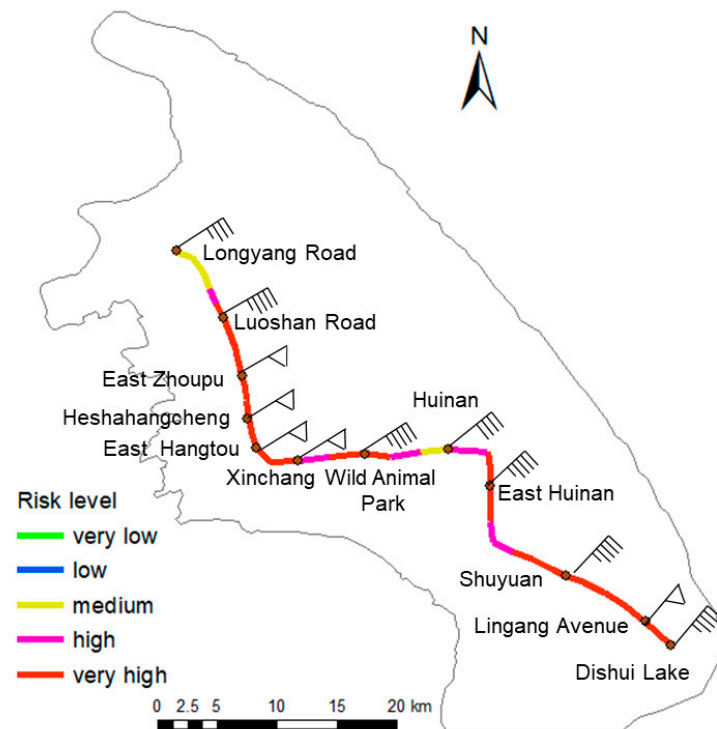 N
Longyang Road
Luoshan Road
East Zhoupu
Heshahangcheng
East Hangtou
Xinchang
Wild Animal
Park
Huinan
East Huinan
Shuyuan
Lingang Avenue
Dishui Lake
Risk level
very low
low
medium
high
very high
0 2.5 5 10 15 20 km